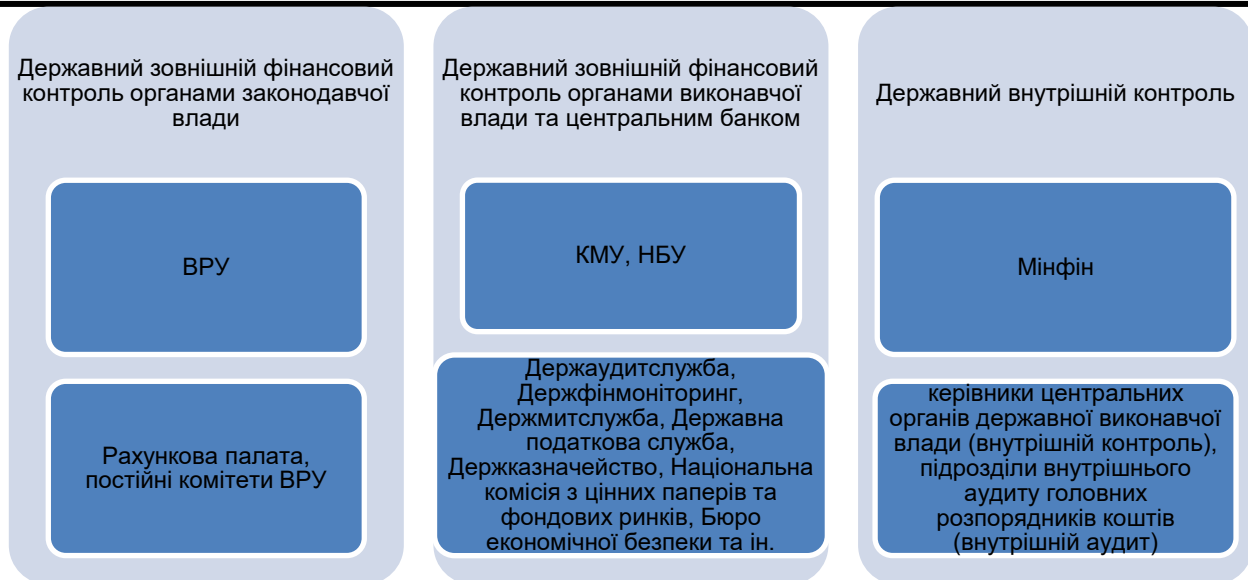 Державний зовнішній фінансовий
контроль органами законодавчої
влади
ВРУ
Рахункова палата,
постійні комітети ВРУ
Державний зовнішній фінансовий
контроль органами виконавчої
влади та центральним банком
КМУ, НБУ
Держаудитслужба,
Держфінмоніторинг,
Держмитслужба, Державна
податкова служба,
Держказначейство, Національна
комісія з цінних паперів та
фондових ринків, Бюро
економічної безпеки та ін.
Державний внутрішній контроль
Мінфін
керівники центральних
органів державної виконавчої
влади (внутрішній контроль),
підрозділи внутрішнього
аудиту головних
розпорядників коштів
(внутрішній аудит)